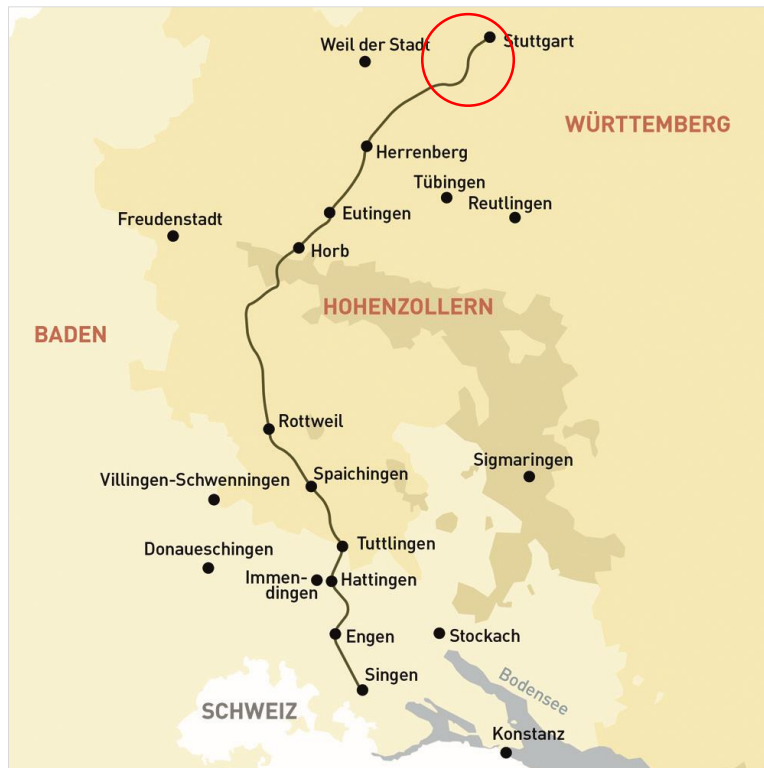 Weil der Stadt
Stuttgart
WÜRTTEMBERG
Herrenberg
Tübingen
Reutlingen
Freudenstadt
Eutingen
Horb
HOHENZOLLERN
BADEN
Rottweil
Sigmaringen
Spaichingen
Villingen-Schwenningen
Tuttlingen
Donaueschingen
Immen-
dingen
Hattingen
Engen
Stockach
Singen
Bodensee
SCHWEIZ
Konstanz